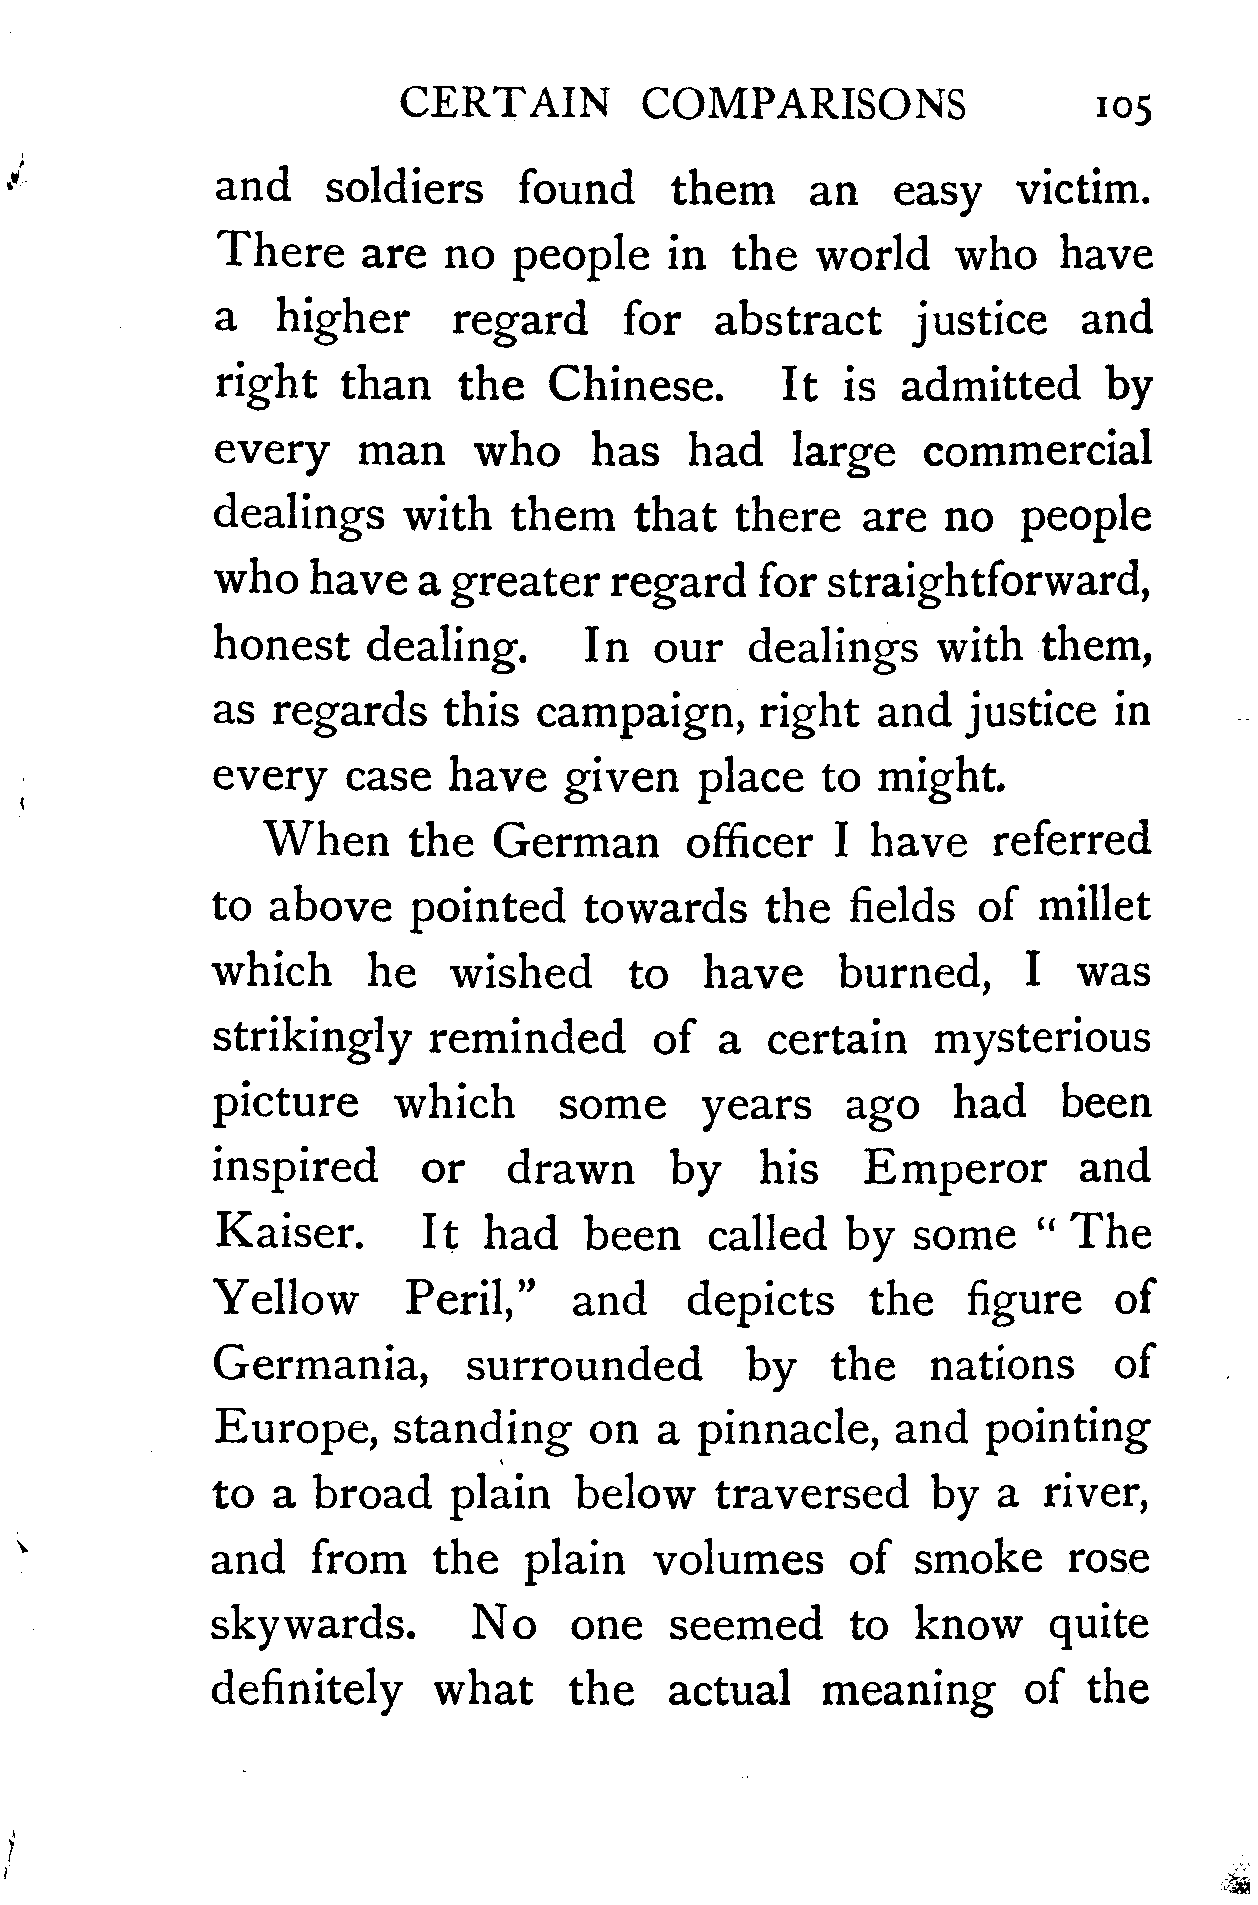 CERTAIN COMPARISONS 105
and soldiers found them an easy victim.
There are no people in the world who have
a higher regard for abstract justice and
right than the Chinese. It is admitted by
every man who has had large commercial
dealings with them that there are no people
who have a greater regard for straightforward,
honest dealing. In our dealings with them,
as regards this campaign, right and justice in
every case have given place to might.
When the German officer I have referred
to above pointed towards the fields of millet
which he wished to have burned, I was
strikingly reminded of a certain mysterious
picture which some years ago had been
inspired or drawn by his Emperor and
Kaiser. It had been called by some “ The
Yellow Peril,” and depicts the figure of
Germania, surrounded by the nations of
Europe, standing on a pinnacle, and pointing
to a broad plain below traversed by a river,
and from the plain volumes of smoke rose
skywards. No one seemed to know quite
definitely what the actual meaning of the